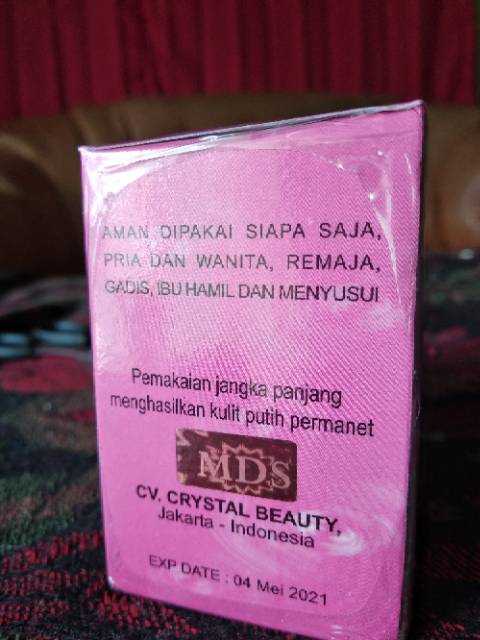 AMAN DIPAKAI SIAPA SAJA,
PRIA DAN WANITA, REMAJA,
GADIS, IBU HAMIL DAN MENYUSUI
Pemakaian jangka panjang
menghasilkan kulit putih permanet
MDS
CV. CRYSTAL BEAUTY,
Jakarta - Indonesia
EXP DATE : 04 Mei 2021